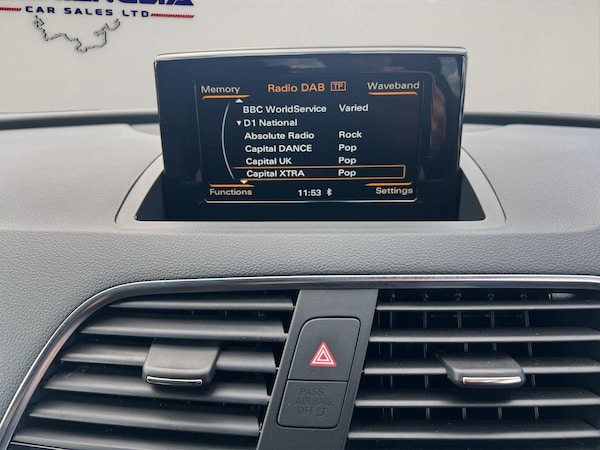 CAR SALES LTD
Memory Radio DAB TP Waveband
BBC WorldService Varied
D1 National
Absolute Radio Rock
Capital DANCE Pop
Capital UK Pop
Capital XTRA Pop
Functions 11:53 Settings
PASS
AIRBAG
OFF